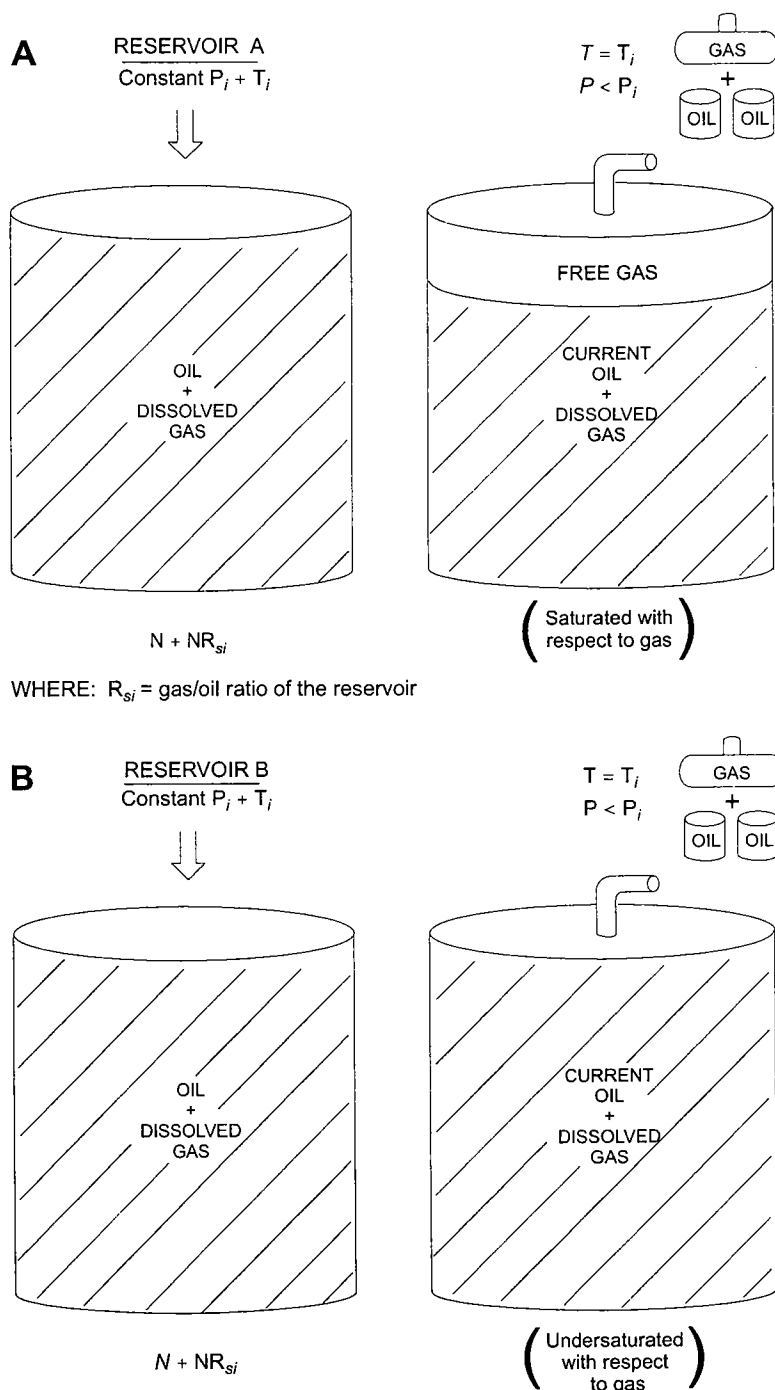 A
RESERVOIR A
Constant Pi + Ti
T = Ti
P < Pi
GAS
+
OIL OIL
OIL
+
DISSOLVED
GAS
FREE GAS
CURRENT
OIL
+
DISSOLVED
GAS
N + NRsi
(Saturated with
respect to gas)
WHERE: Rsi = gas/oil ratio of the reservoir
B
RESERVOIR B
Constant Pi + Ti
T = Ti
P < Pi
GAS
+
OIL OIL
OIL
+
DISSOLVED
GAS
CURRENT
OIL
+
DISSOLVED
GAS
N + NRsi
(Undersaturated
with respect
to gas)